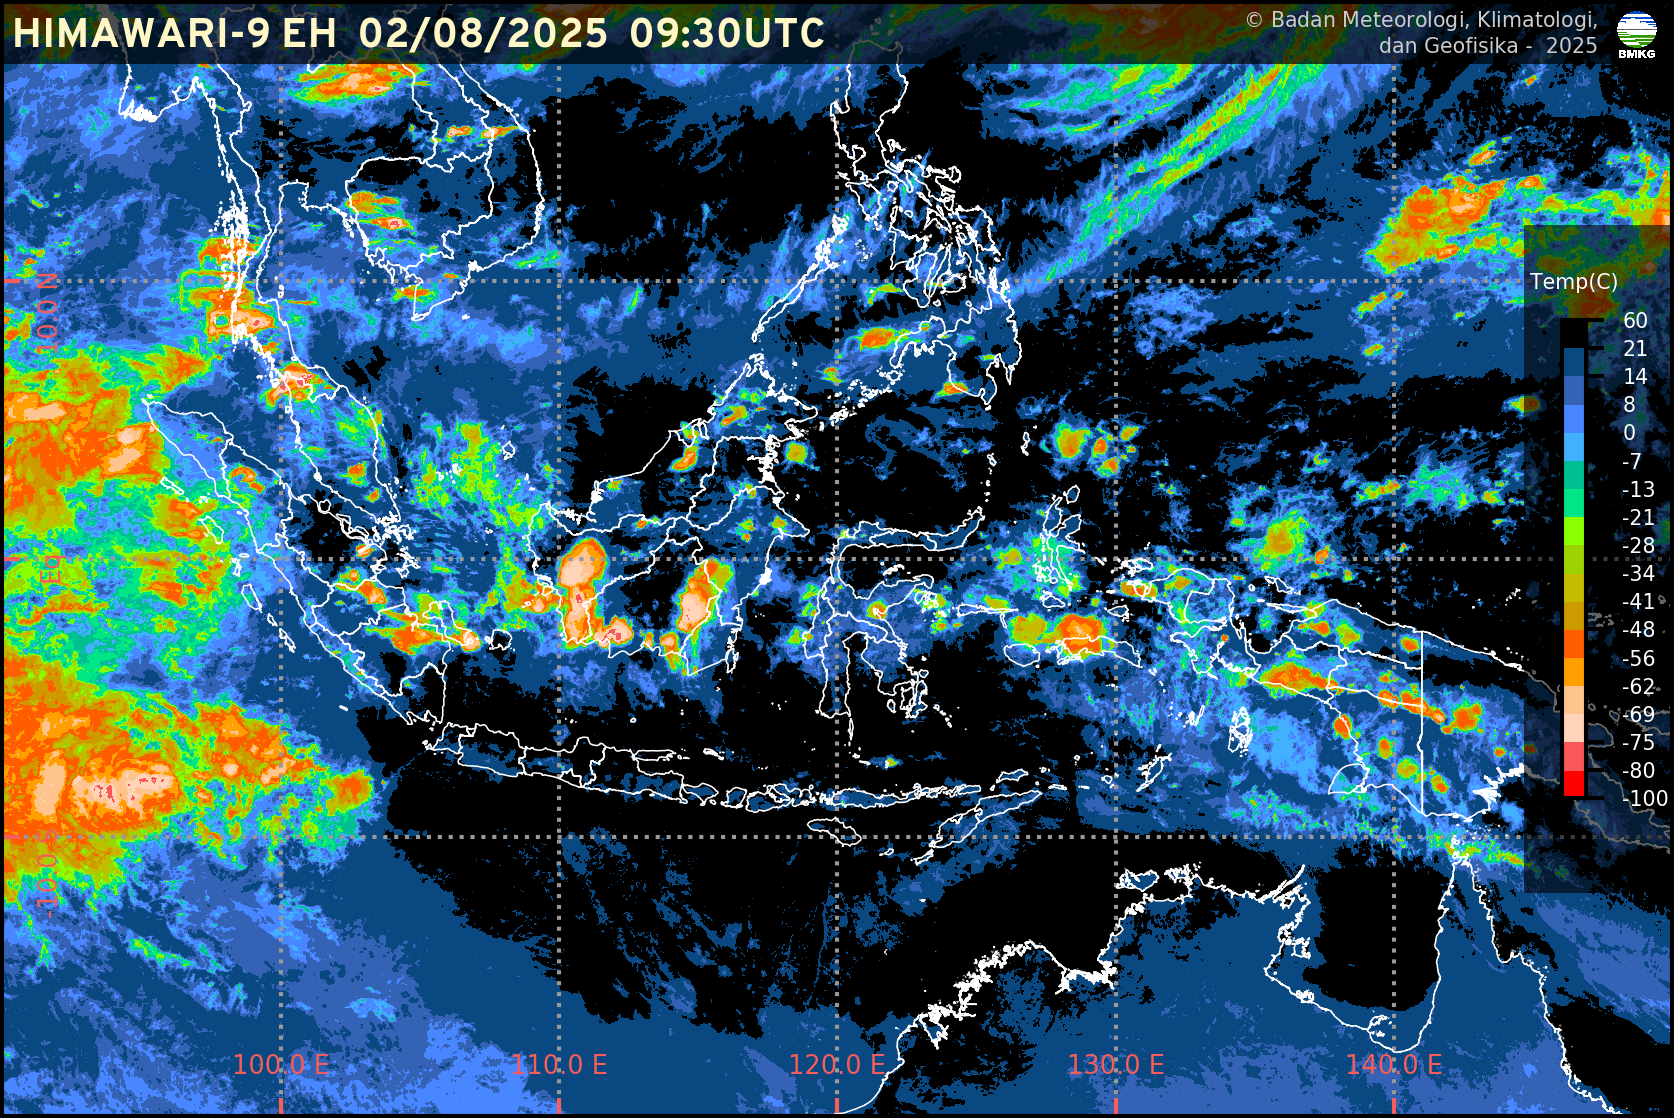 HIMAWARI-9 EH 02/08/2025 09:30UTC
© Badan Meteorologi, Klimatologi,
dan Geofisika - 2025
BMKG
10.0 N
EQ
-10.0
Temp(C)
60
21
14
8
0
-7
-13
-21
-28
-34
-41
-48
-56
-62
-69
-75
-80
-100
100.0 E
110.0 E
120.0 E
130.0 E
140.0 E